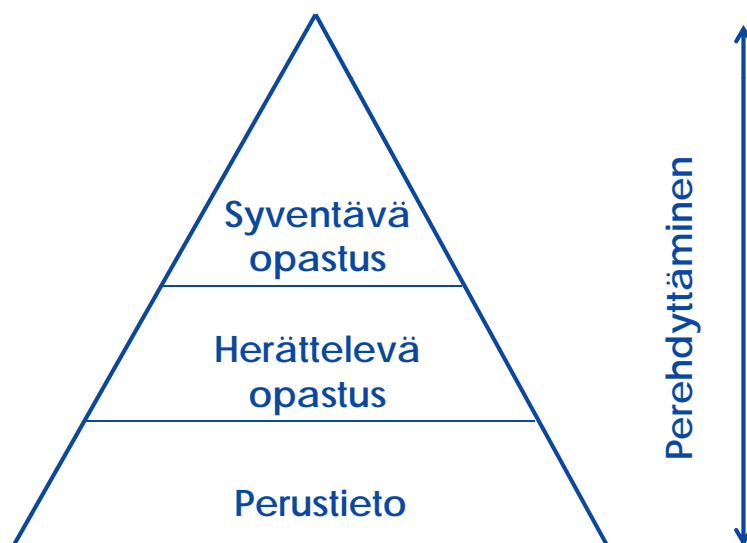 Syventävä
opastus
Herättelevä
opastus
Perustieto
Perehdyttäminen